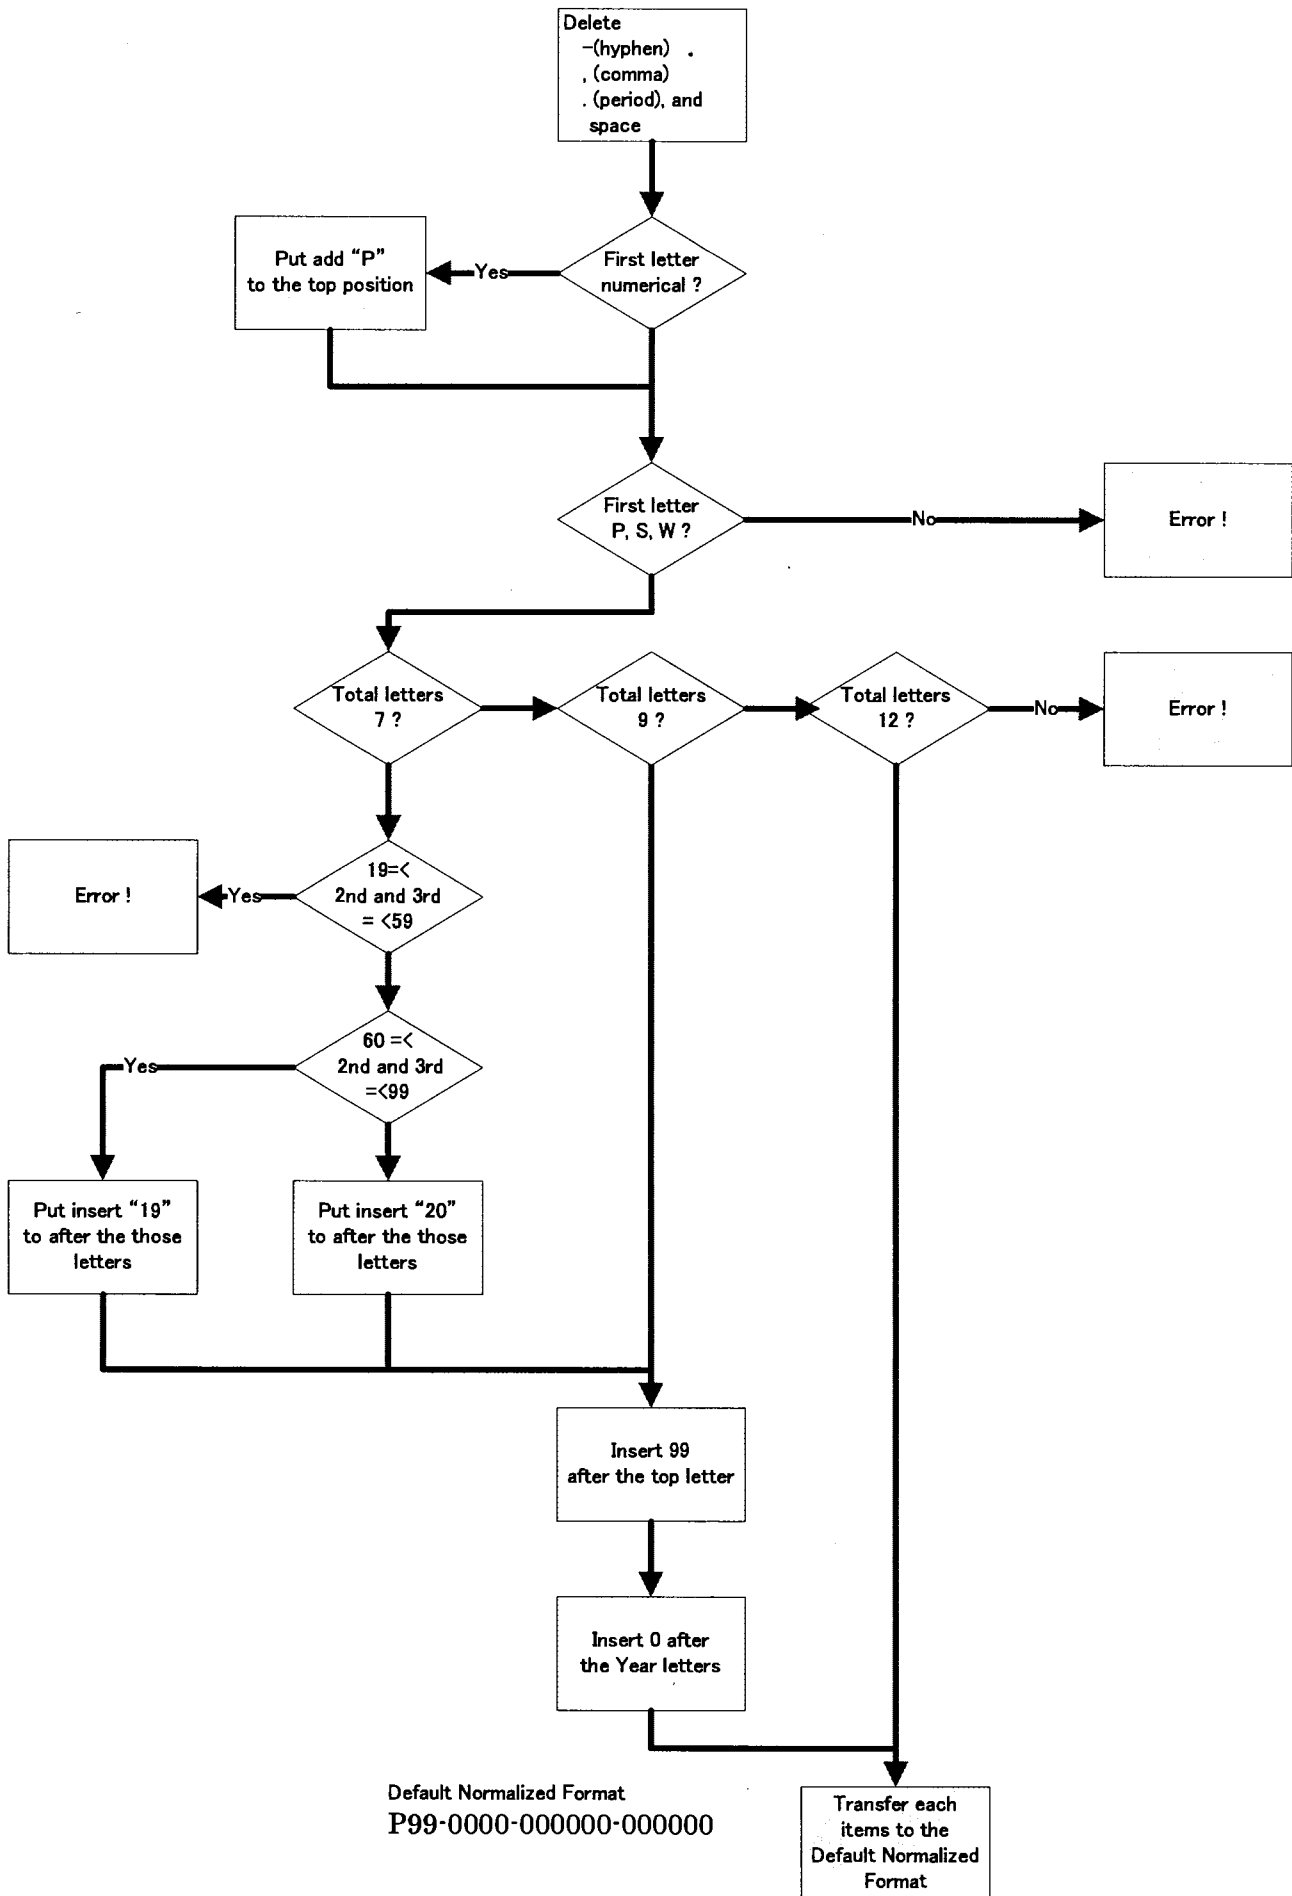 Delete
-(hyphen) .
, (comma)
. (period), and
space
Put add “P”
to the top position
Yes
First letter
numerical ?
First letter
P, S, W ?
No
Error !
Total letters
7 ?
Total letters
9 ?
Total letters
12 ?
No
Error !
Error !
Yes
19=<
2nd and 3rd
= <59
Yes
60 =<
2nd and 3rd
=<99
Put insert “19”
to after the those
letters
Put insert “20”
to after the those
letters
Insert 99
after the top letter
Insert 0 after
the Year letters
Default Normalized Format
P99-0000-000000-000000
Transfer each
items to the
Default Normalized
Format